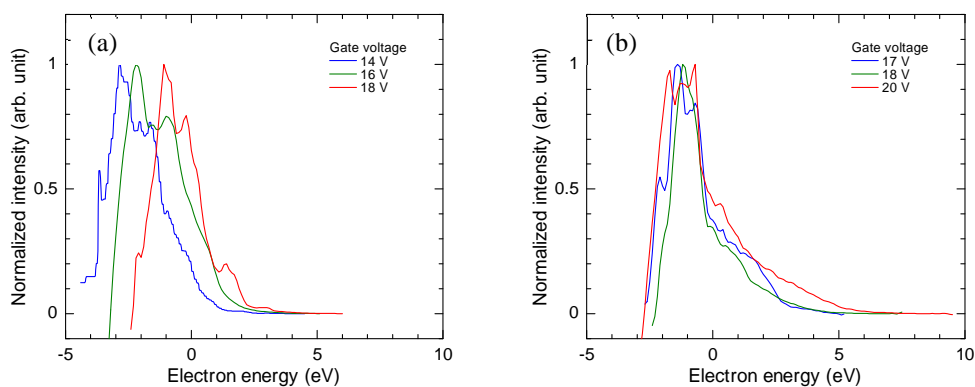 (a)
Gate voltage
14 V
16 V
18 V
Normalized intensity (arb. unit)
1
0.5
0
-5
0
5
10
Electron energy (eV)
(b)
Gate voltage
17 V
18 V
20 V
Normalized intensity (arb. unit)
1
0.5
0
-5
0
5
10
Electron energy (eV)